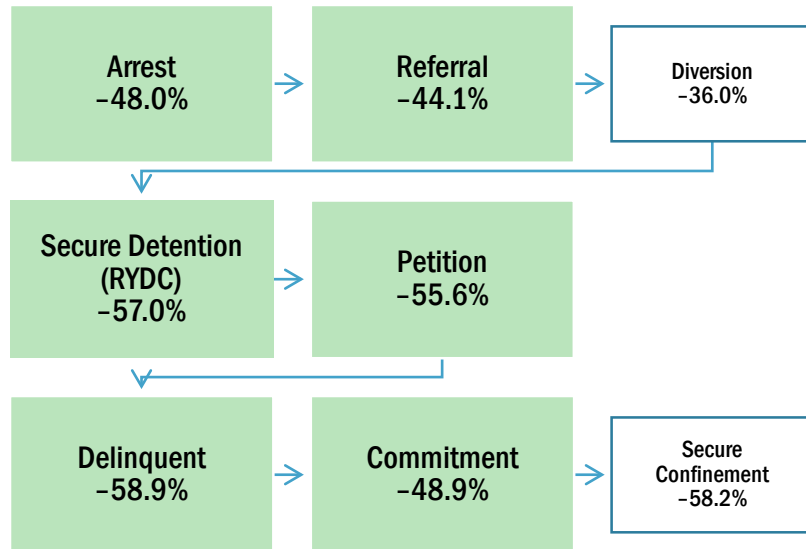 Arrest
–48.0%
Referral
–44.1%
Diversion
–36.0%
Secure Detention
(RYDC)
–57.0%
Petition
–55.6%
Delinquent
–58.9%
Commitment
–48.9%
Secure
Confinement
–58.2%